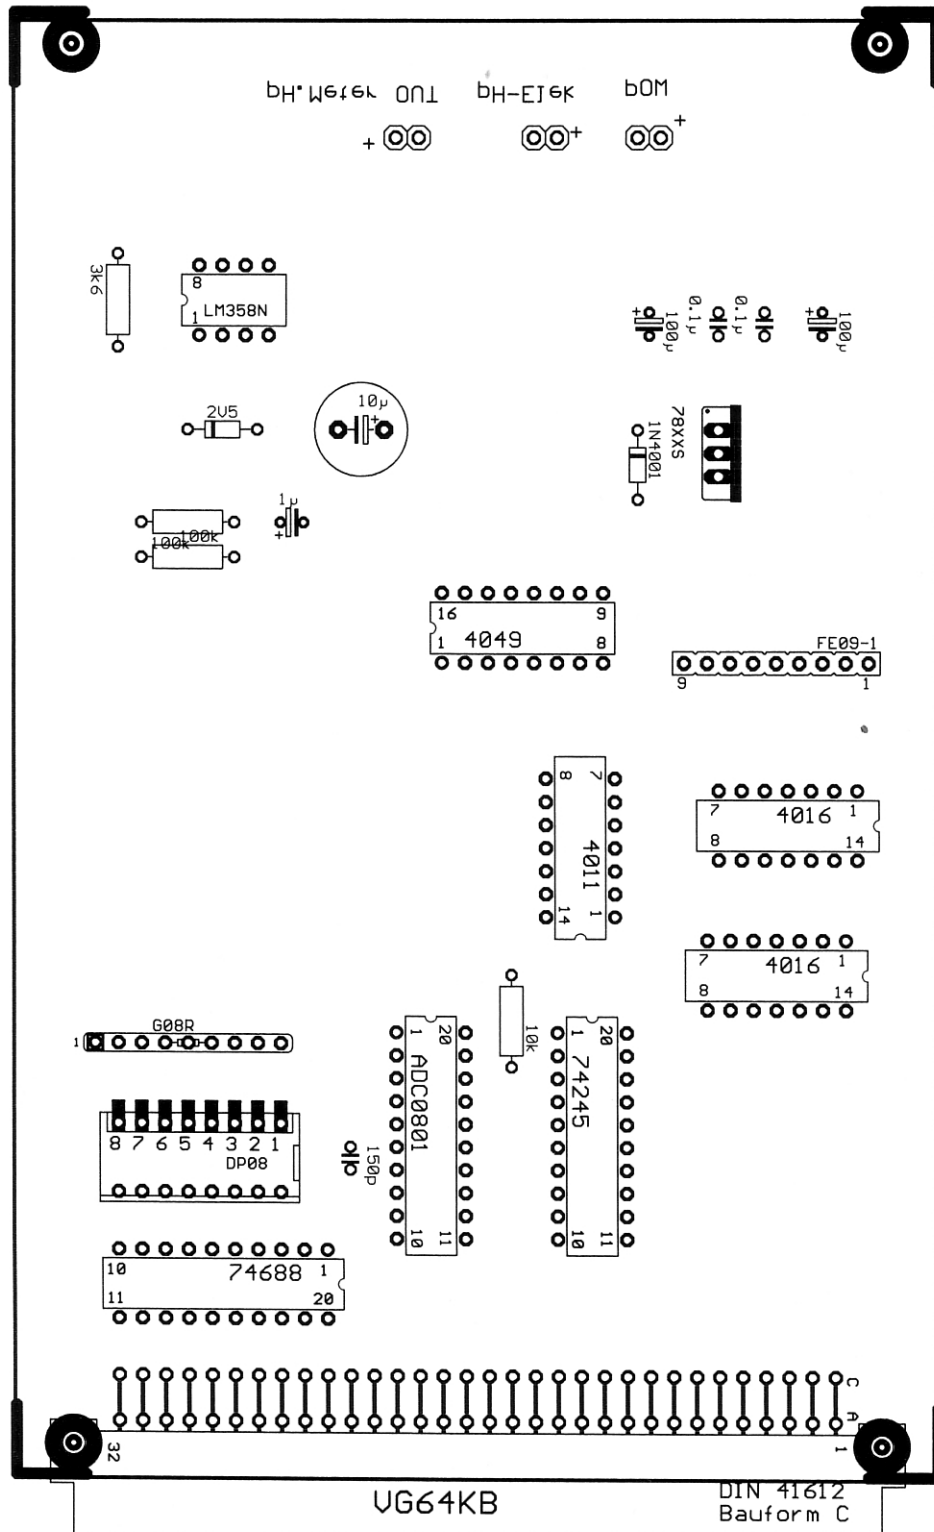 pH.Meter OUT pH-Elek POM
+ + +
3k6
8
LM358N
1
+ 100µ 0.1µ 0.1µ + 100µ
2V5
10µ
+
1N4001
78XXS
1µ
+
100k
100k
16 9
1 4049 8
FE09-1
9 1
8 7
4011
14 1
7 4016 1
8 14
7 4016 1
8 14
10k
1 G08R
1 20
ADC0801
10 11
1 20
74245
10 11
8 7 6 5 4 3 2 1
DP08
150p
10 74688 1
11 20
C
A
32 1
VG64KB
DIN 41612
Bauform C